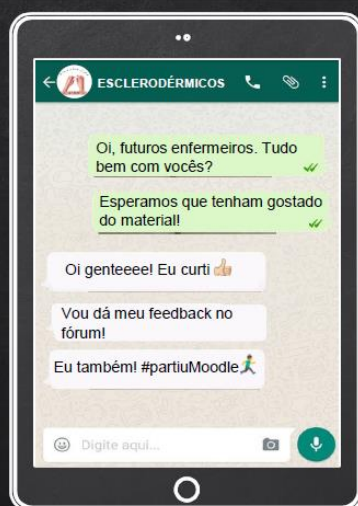 ESCLERODÉRMICOS
Oi, futuros enfermeiros. Tudo
bem com vocês?
Esperamos que tenham gostado
do material!
Oi genteeee! Eu curti 👍🏼
Vou dá meu feedback no
fórum!
Eu também! #partiuMoodle🏃
Digite aqui...